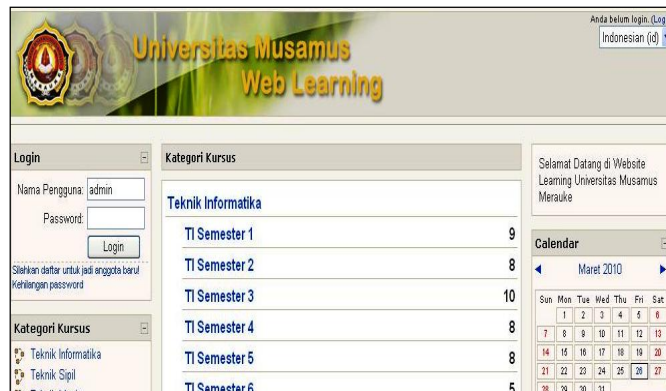 Universitas Musamus
Web Learning
Anda belum login. (Log
Indonesian (id)
Login
Nama Pengguna: admin
Password:
Login
Silahkan daftar untuk jadi anggota baru!
Kehilangan password
Kategori Kursus
Teknik Informatika
Teknik Sipil
Kategori Kursus
Teknik Informatika
TI Semester 1 9
TI Semester 2 8
TI Semester 3 10
TI Semester 4 8
TI Semester 5 8
TI Semester 6 5
Selamat Datang di Website
Learning Universitas Musamus
Merauke
Calendar
Maret 2010
Sun Mon Tue Wed Thu Fri Sat
1 2 3 4 5 6
7 8 9 10 11 12 13
14 15 16 17 18 19 20
21 22 23 24 25 26 27
28 29 30 31